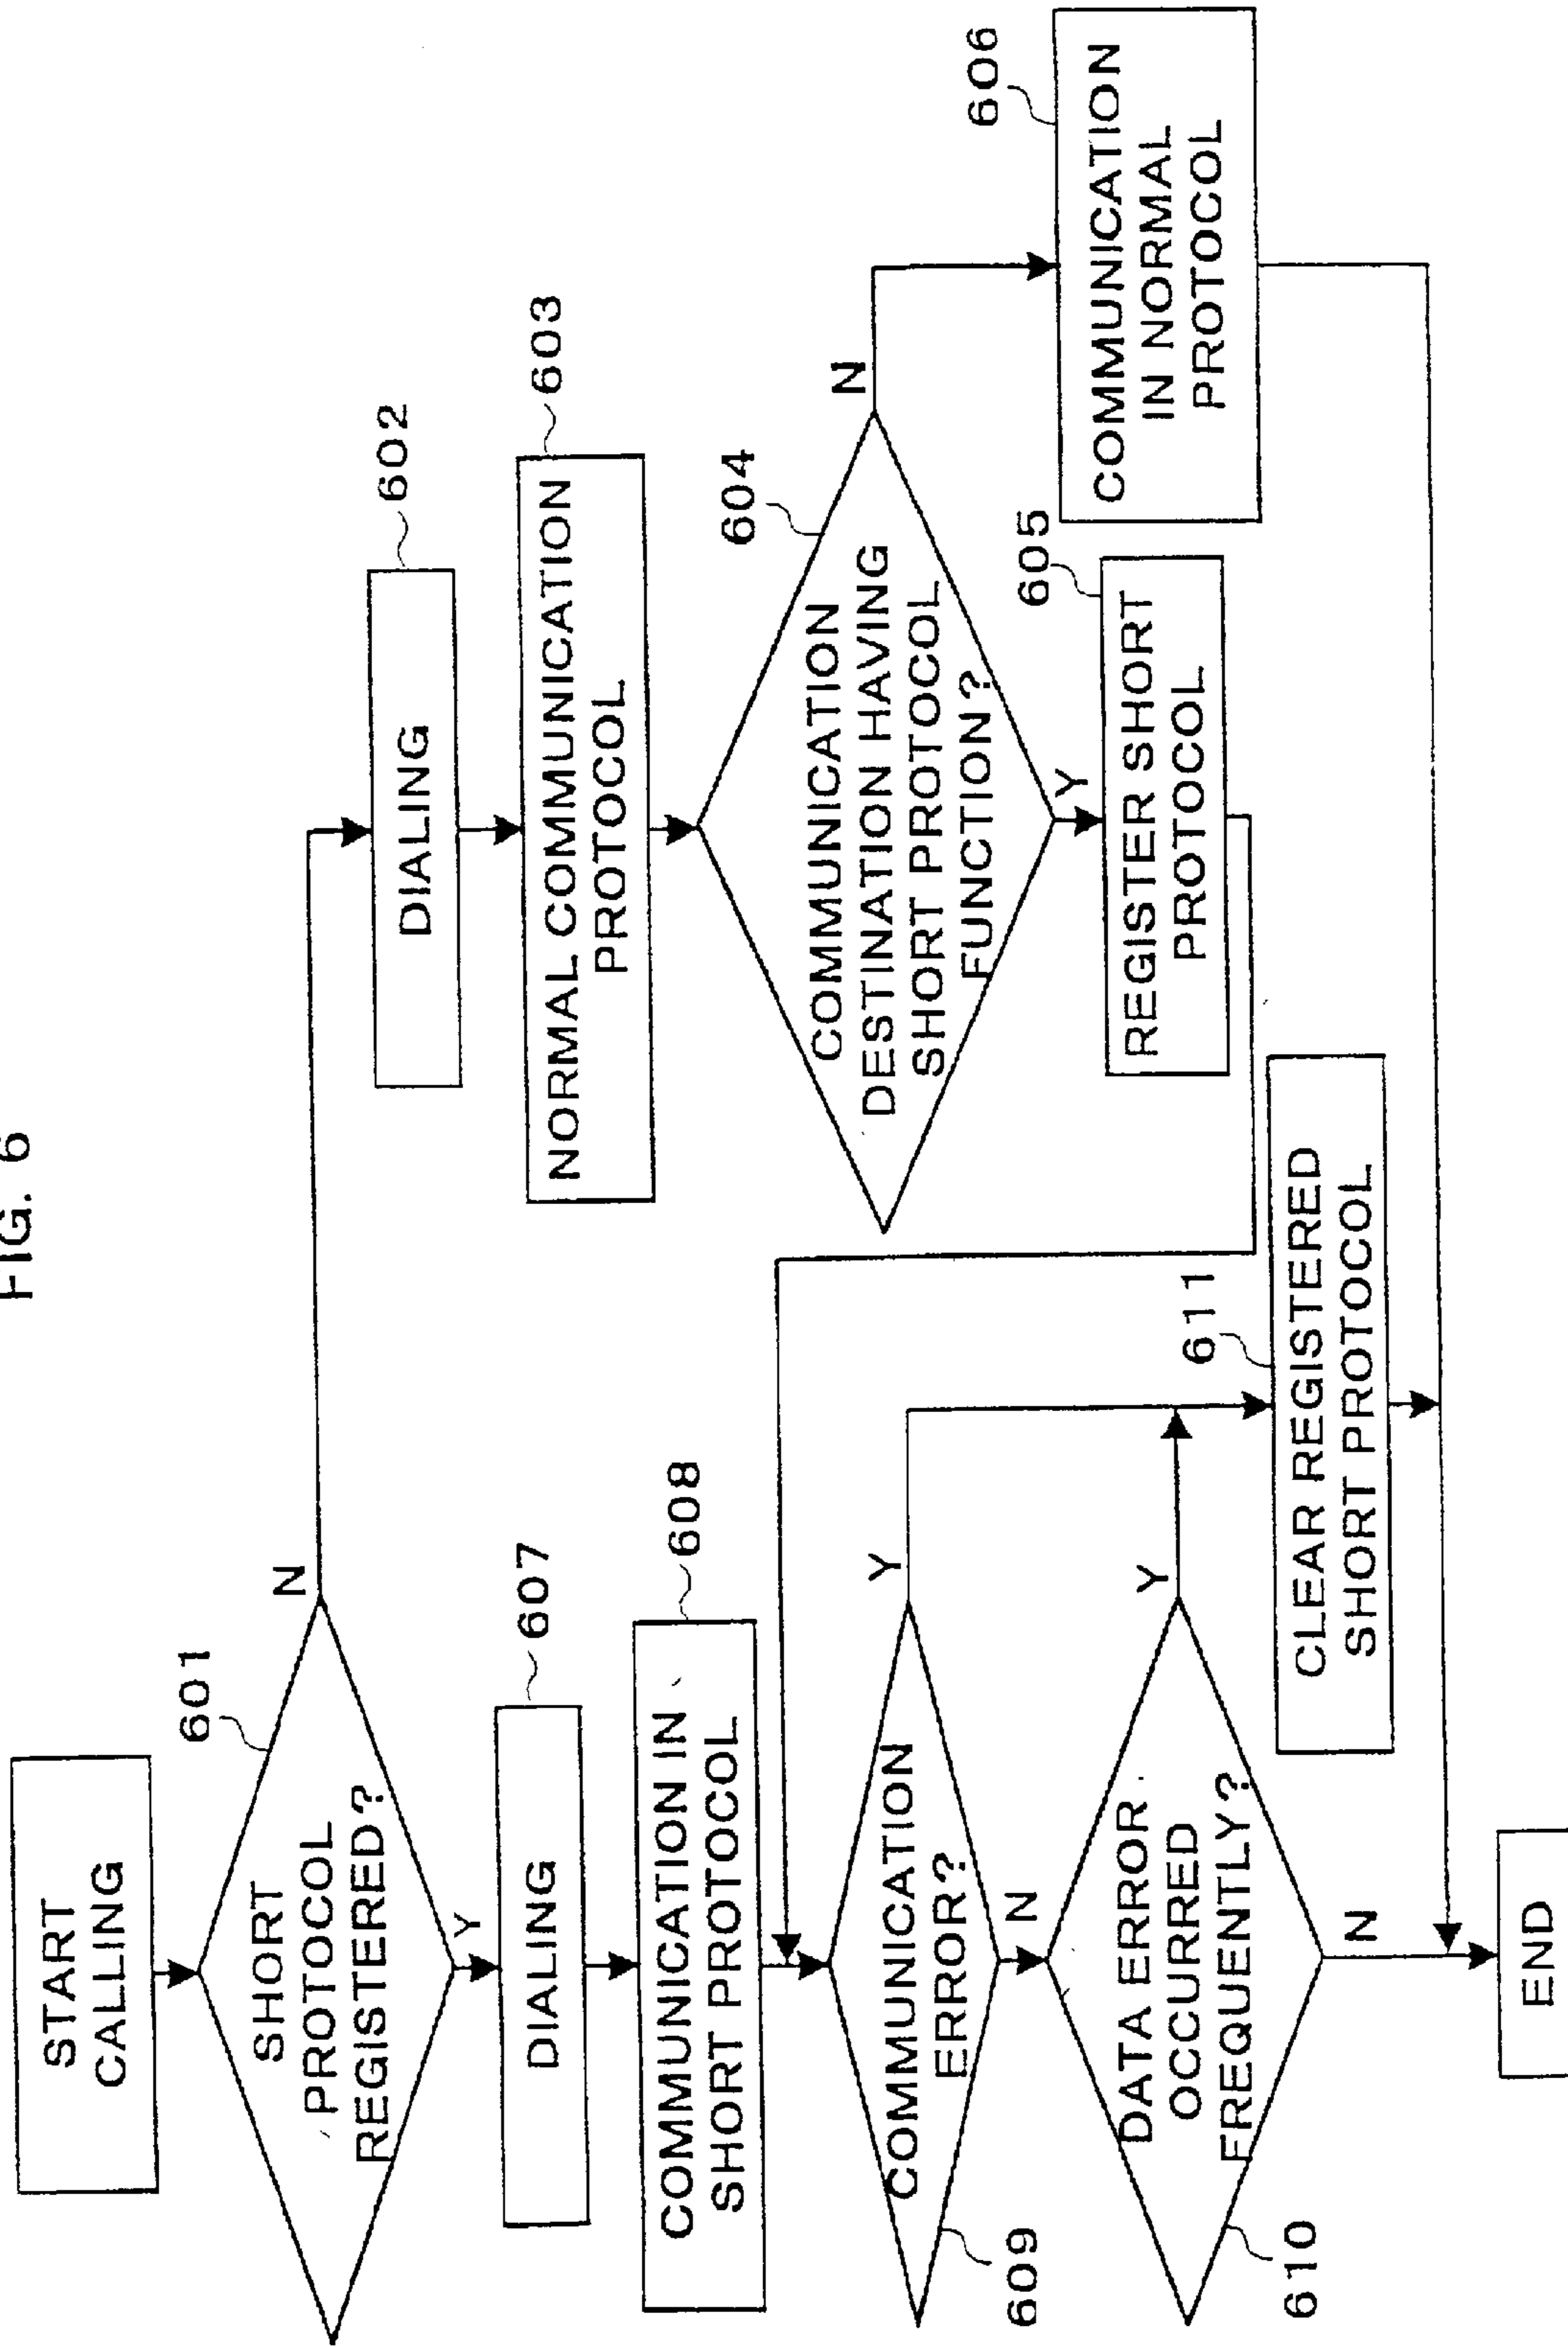 FIG. 6
START
CALLING
601
SHORT
PROTOCOL
REGISTERED?
N
Y
602
DIALING
603
NORMAL COMMUNICATION
PROTOCOL
604
COMMUNICATION
DESTINATION HAVING
SHORT PROTOCOL
FUNCTION?
N
Y
605
REGISTER SHORT
PROTOCOL
606
COMMUNICATION
IN NORMAL
PROTOCOL
607
DIALING
608
COMMUNICATION IN
SHORT PROTOCOL
609
COMMUNICATION
ERROR?
Y
N
610
DATA ERROR
OCCURRED
FREQUENTLY?
Y
N
611
CLEAR REGISTERED
SHORT PROTOCOL
END